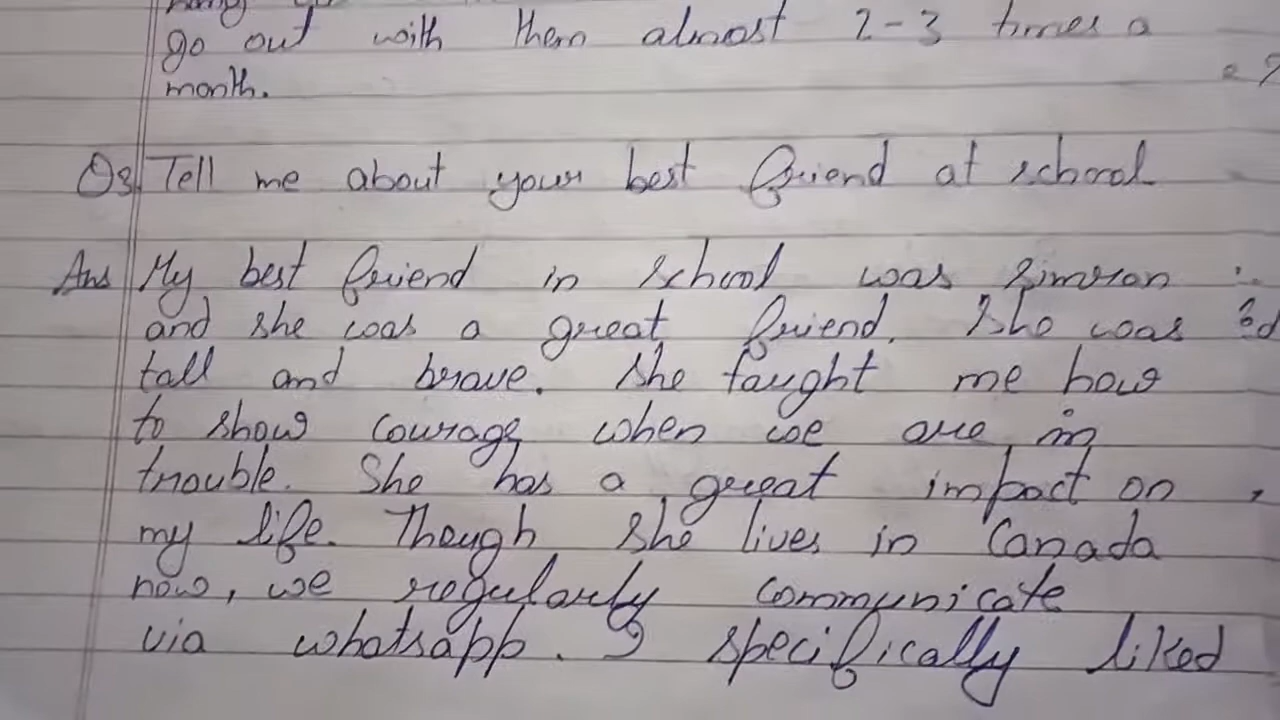 go out with them almost 2-3 times a
month.
Q3 Tell me about your best friend at school
Ans My best friend in school was Simran
and she was a great friend. She was
tall and brave. She taught me how
to show courage when we are in
trouble. She has a great impact on
my life. Though she lives in Canada
now, we regularly communicate
via whatsapp. I specifically liked